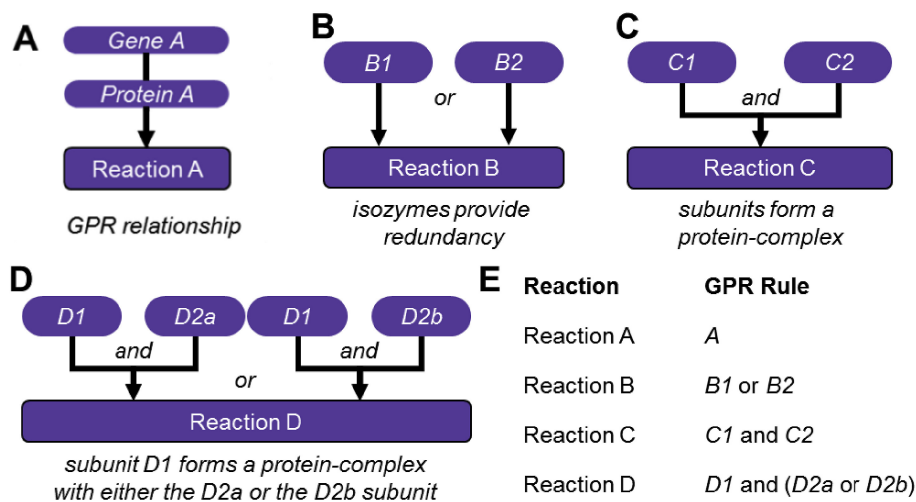 A
Gene A
Protein A
Reaction A
GPR relationship
B
B1
B2
or
Reaction B
isozymes provide
redundancy
C
C1
C2
and
Reaction C
subunits form a
protein-complex
D
D1
D2a
D1
D2b
and
and
or
Reaction D
subunit D1 forms a protein-complex
with either the D2a or the D2b subunit
E
Reaction GPR Rule
Reaction A A
Reaction B B1 or B2
Reaction C C1 and C2
Reaction D D1 and (D2a or D2b)